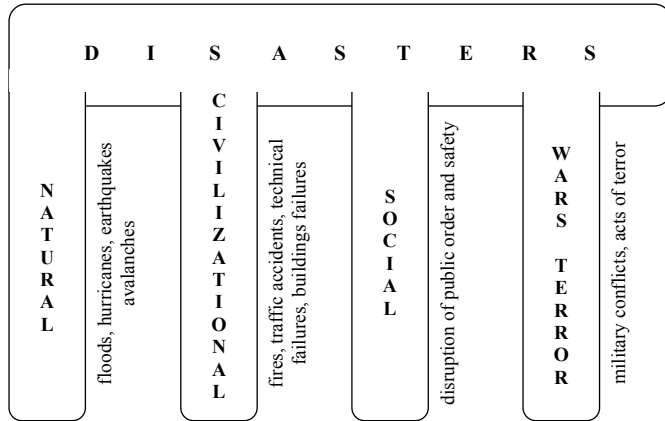 DISASTERS
NATURAL
floods, hurricanes, earthquakes
avalanches
CIVILIZATIONAL
fires, traffic accidents, technical
failures, buildings failures
SOCIAL
disruption of public order and safety
WARS TERROR
military conflicts, acts of terror